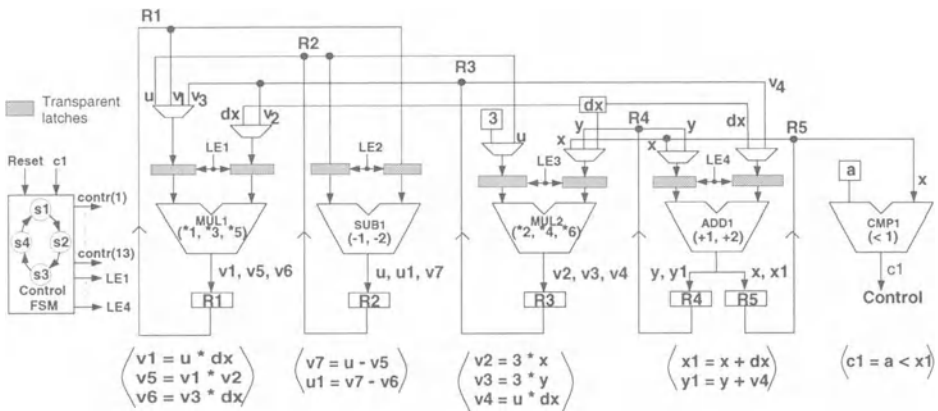 R1
R2
R3
v4
u v1 v3
dx v2
3
u
dx
R4
x y
y
x
dx
R5
Transparent
latches
LE1
LE2
LE3
LE4
a
x
Reset c1
contr(1)
s1
s4 s2
s3
contr(13)
LE1
Control
FSM
LE4
MUL1
(*1, *3, *5)
SUB1
(-1, -2)
MUL2
(*2, *4, *6)
ADD1
(+1, +2)
CMP1
(< 1)
v1, v5, v6
u, u1, v7
v2, v3, v4
y, y1
x, x1
c1
Control
R1
R2
R3
R4
R5
v1 = u * dx
v5 = v1 * v2
v6 = v3 * dx
v7 = u - v5
u1 = v7 - v6
v2 = 3 * x
v3 = 3 * y
v4 = u * dx
x1 = x + dx
y1 = y + v4
c1 = a < x1